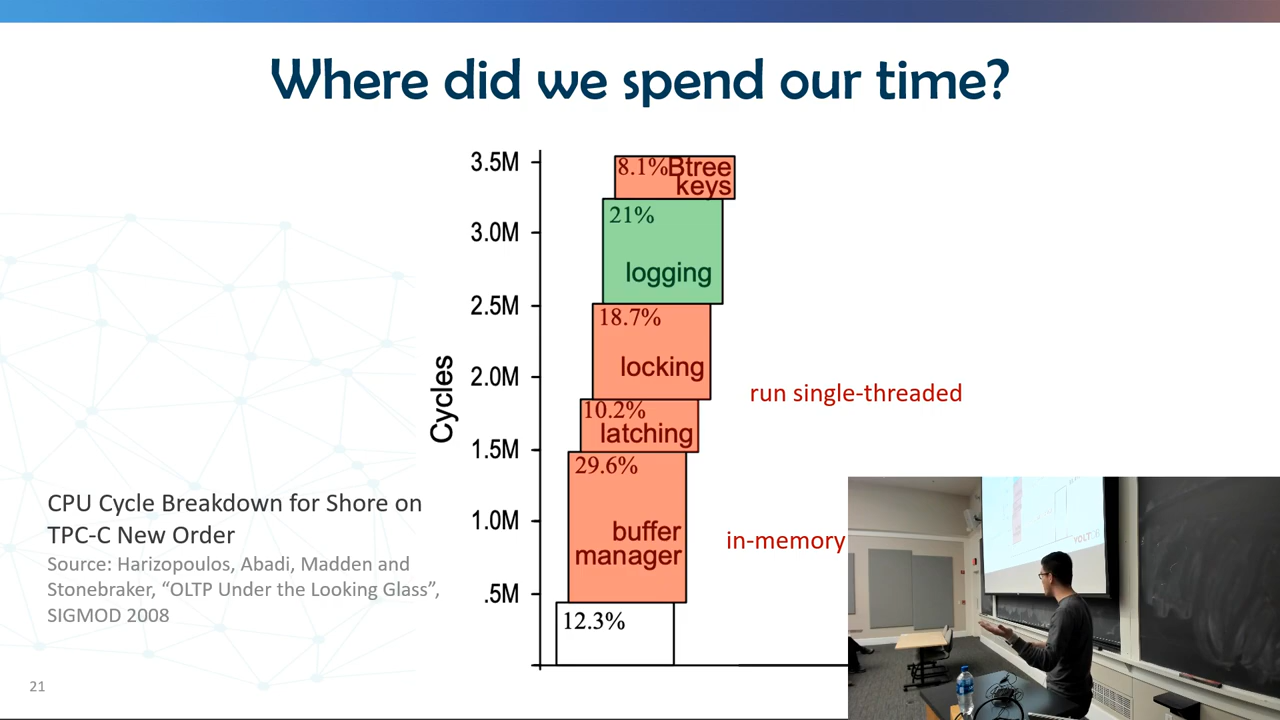 Where did we spend our time?
3.5M
3.0M
2.5M
2.0M
1.5M
1.0M
.5M
Cycles
8.1% Btree
keys
21%
logging
18.7%
locking
10.2%
latching
29.6%
buffer
manager
12.3%
run single-threaded
in-memory
CPU Cycle Breakdown for Shore on
TPC-C New Order
Source: Harizopoulos, Abadi, Madden and
Stonebraker, “OLTP Under the Looking Glass”,
SIGMOD 2008
21
VOLT